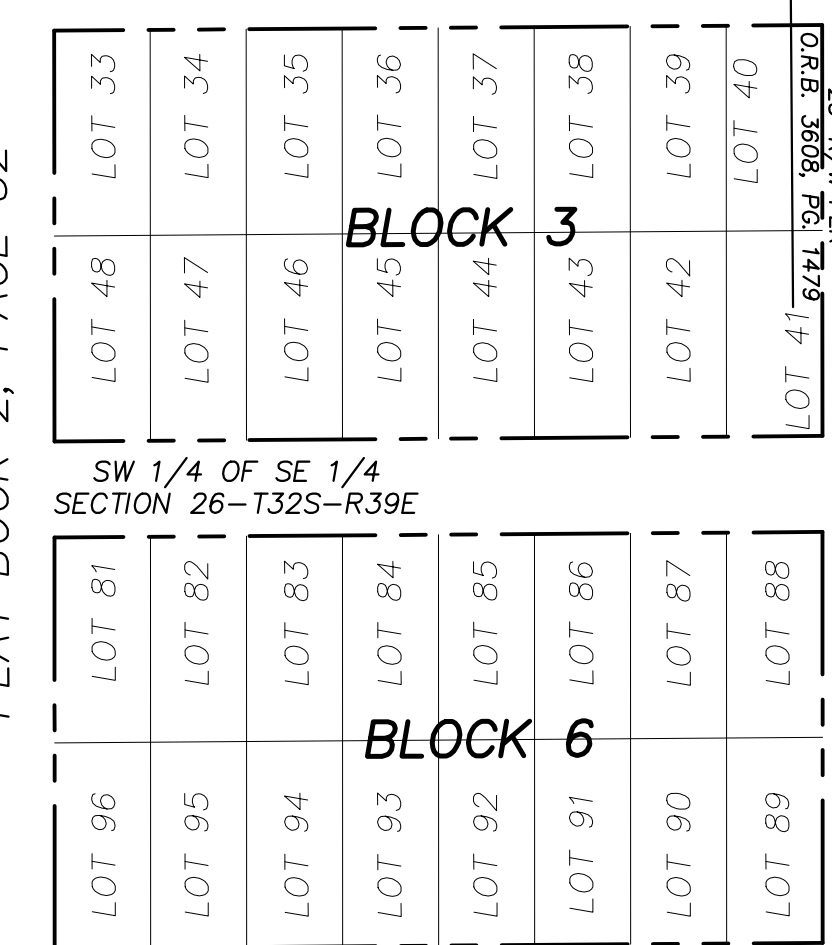 LOT 33
LOT 34
LOT 35
LOT 36
LOT 37
LOT 38
LOT 39
LOT 40
O.R.B. 3608, PG. 1479
BLOCK 3
LOT 48
LOT 47
LOT 46
LOT 45
LOT 44
LOT 43
LOT 42
LOT 41
SW 1/4 OF SE 1/4
SECTION 26-T32S-R39E
LOT 81
LOT 82
LOT 83
LOT 84
LOT 85
LOT 86
LOT 87
LOT 88
BLOCK 6
LOT 96
LOT 95
LOT 94
LOT 93
LOT 92
LOT 91
LOT 90
LOT 89